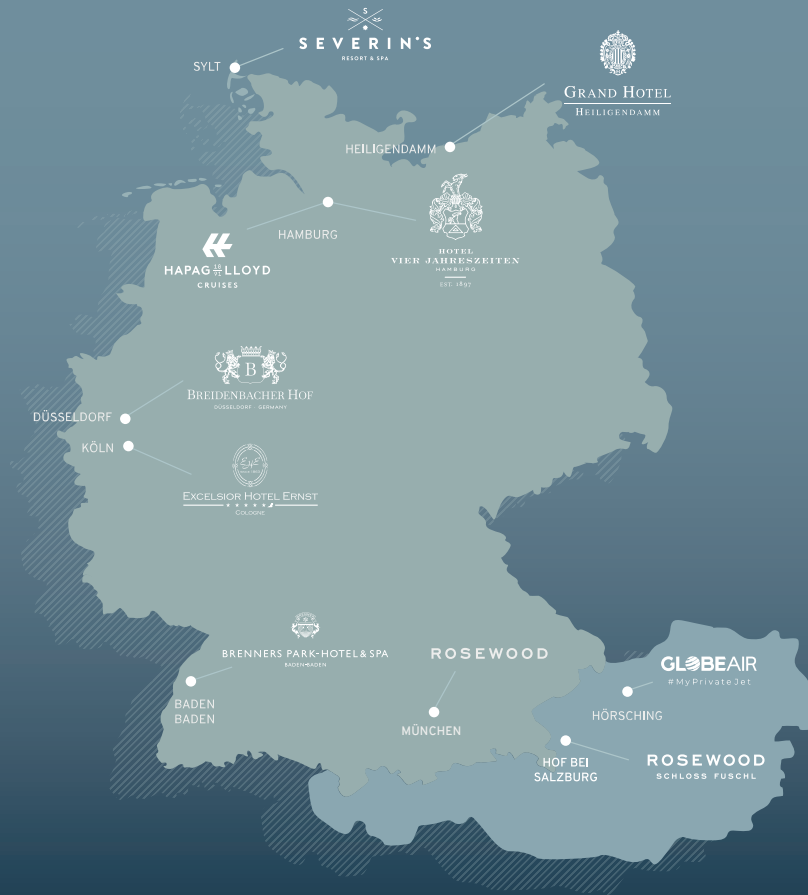 S
SEVERIN'S
RESORT & SPA
SYLT
GRAND HOTEL
HEILIGENDAMM
HEILIGENDAMM
HAMBURG
HOTEL
VIER JAHRESZEITEN
HAMBURG
EST. 1897
HAPAG 18 91 LLOYD
CRUISES
B
BREIDENBACHER HOF
DÜSSELDORF - GERMANY
DÜSSELDORF
KÖLN
EXCELSIOR HOTEL ERNST
COLOGNE
BRENNERS PARK-HOTEL & SPA
BADEN-BADEN
BADEN
BADEN
ROSEWOOD
MÜNCHEN
GLOBEAIR
#MyPrivateJet
HÖRSCHING
HOF BEI
SALZBURG
ROSEWOOD
SCHLOSS FUSCHL